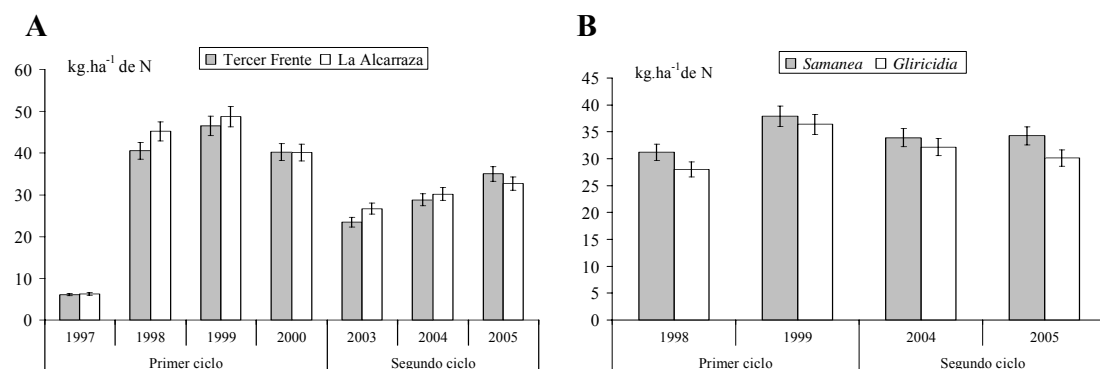 A
kg.ha-1 de N
Tercer Frente La Alcarraza
60
50
40
30
20
10
0
1997 1998 1999 2000 2003 2004 2005
Primer ciclo Segundo ciclo
B
kg.ha-1de N
Samanea Gliricidia
45
40
35
30
25
20
15
10
5
0
1998 1999 2004 2005
Primer ciclo Segundo ciclo